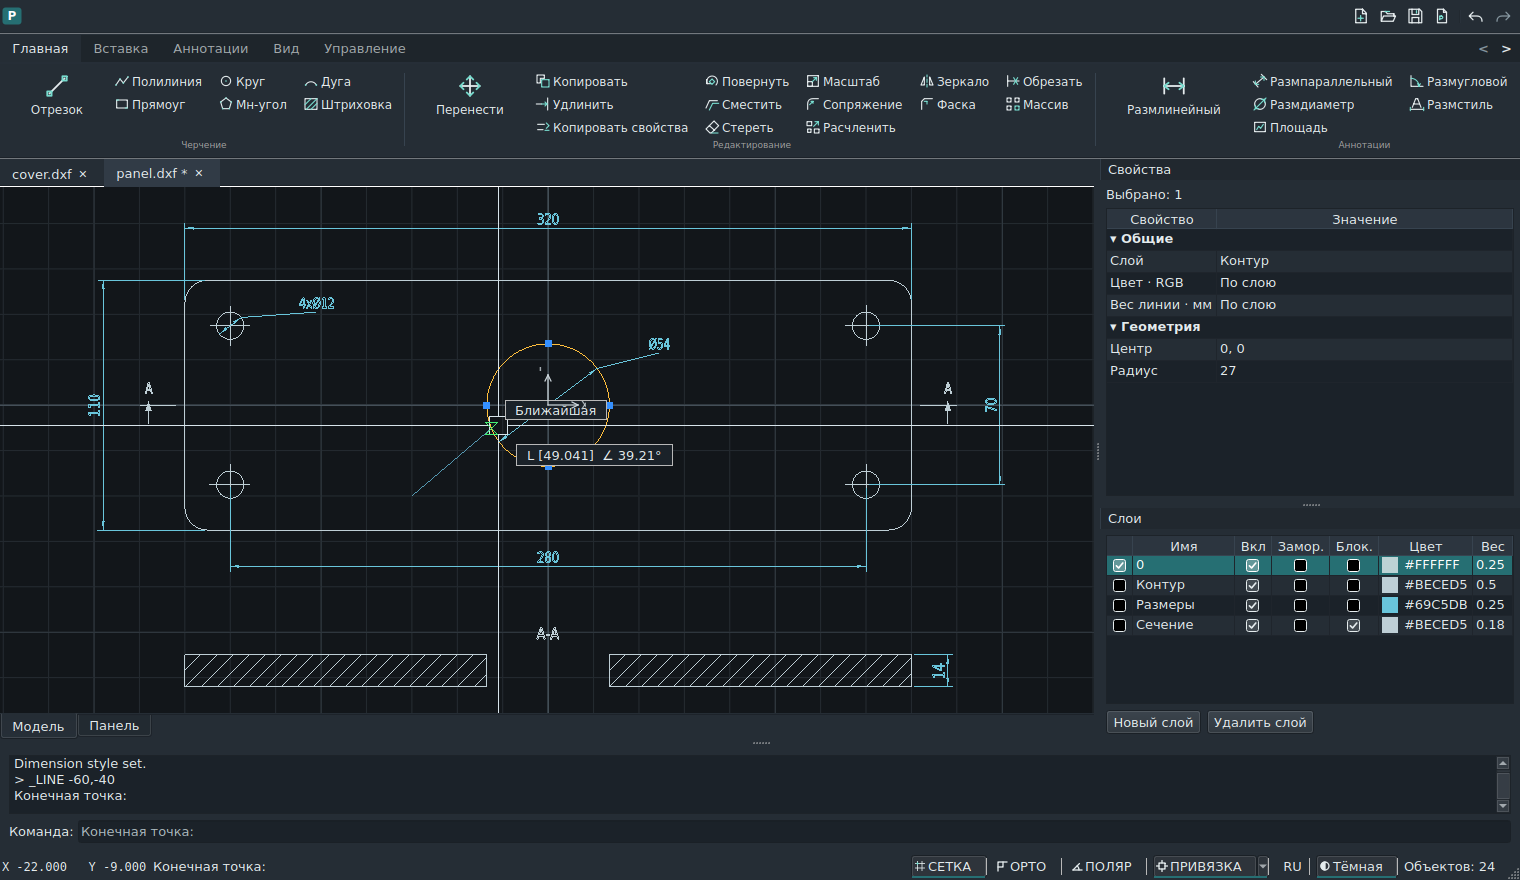 P
Главная Вставка Аннотации Вид Управление < >
Отрезок
Полилиния Круг Дуга
Прямоуг Мн-угол Штриховка
Черчение
Перенести
Копировать Повернуть Масштаб Зеркало Обрезать
Удлинить Сместить Сопряжение Фаска Массив
Копировать свойства Стереть Расчленить
Редактирование
Размлинейный
Размпараллельный Размугловой
Размдиаметр Размстиль
Площадь
Аннотации
cover.dxf × panel.dxf * ×
320
4xØ12
Ø54
110
A
A
70
Ближайшая
L [49.041] ∠ 39.21°
280
A-A
14
Модель Панель
Свойства
Выбрано: 1
Свойство Значение
▾ Общие
Слой Контур
Цвет · RGB По слою
Вес линии · мм По слою
▾ Геометрия
Центр 0, 0
Радиус 27
Слои
Имя Вкл Замор. Блок. Цвет Вес
0 #FFFFFF 0.25
Контур #BECED5 0.5
Размеры #69C5DB 0.25
Сечение #BECED5 0.18
Новый слой Удалить слой
Dimension style set.
> _LINE -60,-40
Конечная точка:
Команда: Конечная точка:
X -22.000 Y -9.000 Конечная точка: СЕТКА ОРТО ПОЛЯР ПРИВЯЗКА RU Тёмная Объектов: 24